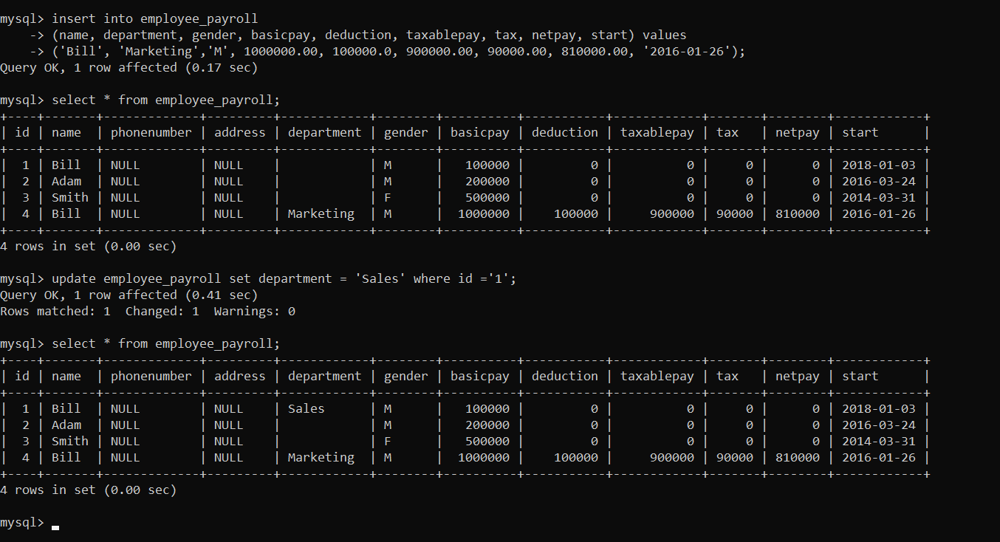 mysql> insert into employee_payroll
    -> (name, department, gender, basicpay, deduction, taxablepay, tax, netpay, start) values
    -> ('Bill', 'Marketing','M', 1000000.00, 100000.0, 900000.00, 90000.00, 810000.00, '2016-01-26');
Query OK, 1 row affected (0.17 sec)

mysql> select * from employee_payroll;
+----+-------+-------------+---------+------------+--------+----------+-----------+------------+-------+--------+------------+
| id | name  | phonenumber | address | department | gender | basicpay | deduction | taxablepay | tax   | netpay | start      |
+----+-------+-------------+---------+------------+--------+----------+-----------+------------+-------+--------+------------+
|  1 | Bill  | NULL        | NULL    |            | M      |   100000 |         0 |          0 |     0 |      0 | 2018-01-03 |
|  2 | Adam  | NULL        | NULL    |            | M      |   200000 |         0 |          0 |     0 |      0 | 2016-03-24 |
|  3 | Smith | NULL        | NULL    |            | F      |   500000 |         0 |          0 |     0 |      0 | 2014-03-31 |
|  4 | Bill  | NULL        | NULL    | Marketing  | M      |  1000000 |    100000 |     900000 | 90000 | 810000 | 2016-01-26 |
+----+-------+-------------+---------+------------+--------+----------+-----------+------------+-------+--------+------------+
4 rows in set (0.00 sec)

mysql> update employee_payroll set department = 'Sales' where id ='1';
Query OK, 1 row affected (0.41 sec)
Rows matched: 1  Changed: 1  Warnings: 0

mysql> select * from employee_payroll;
+----+-------+-------------+---------+------------+--------+----------+-----------+------------+-------+--------+------------+
| id | name  | phonenumber | address | department | gender | basicpay | deduction | taxablepay | tax   | netpay | start      |
+----+-------+-------------+---------+------------+--------+----------+-----------+------------+-------+--------+------------+
|  1 | Bill  | NULL        | NULL    | Sales      | M      |   100000 |         0 |          0 |     0 |      0 | 2018-01-03 |
|  2 | Adam  | NULL        | NULL    |            | M      |   200000 |         0 |          0 |     0 |      0 | 2016-03-24 |
|  3 | Smith | NULL        | NULL    |            | F      |   500000 |         0 |          0 |     0 |      0 | 2014-03-31 |
|  4 | Bill  | NULL        | NULL    | Marketing  | M      |  1000000 |    100000 |     900000 | 90000 | 810000 | 2016-01-26 |
+----+-------+-------------+---------+------------+--------+----------+-----------+------------+-------+--------+------------+
4 rows in set (0.00 sec)

mysql>